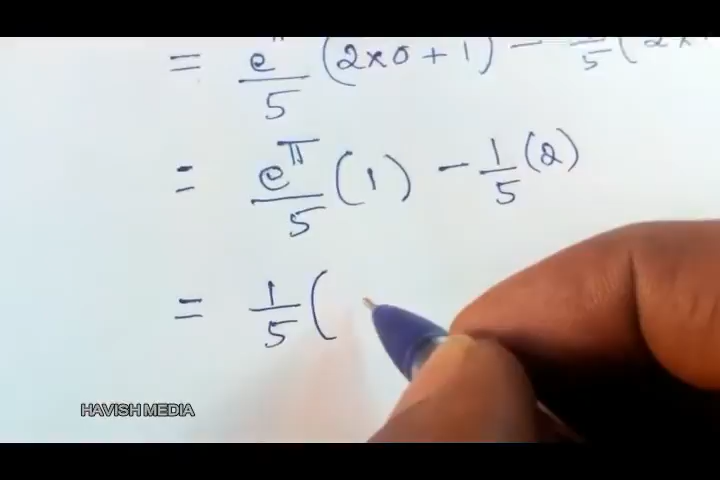 = e^π/5 (2×0 + 1) - 1/5 (2×
= e^π/5 (1) - 1/5 (2)
= 1/5 (
HAVISH MEDIA